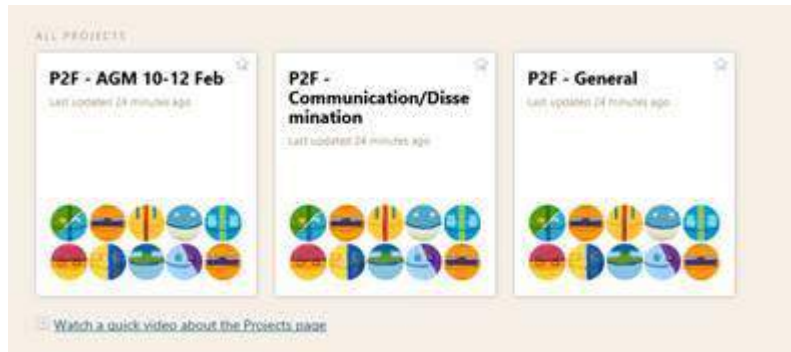 ALL PROJECTS
P2F - AGM 10-12 Feb
Last updated 24 minutes ago
P2F -
Communication/Disse
mination
Last updated 24 minutes ago
P2F - General
Last updated 24 minutes ago
Watch a quick video about the Projects page